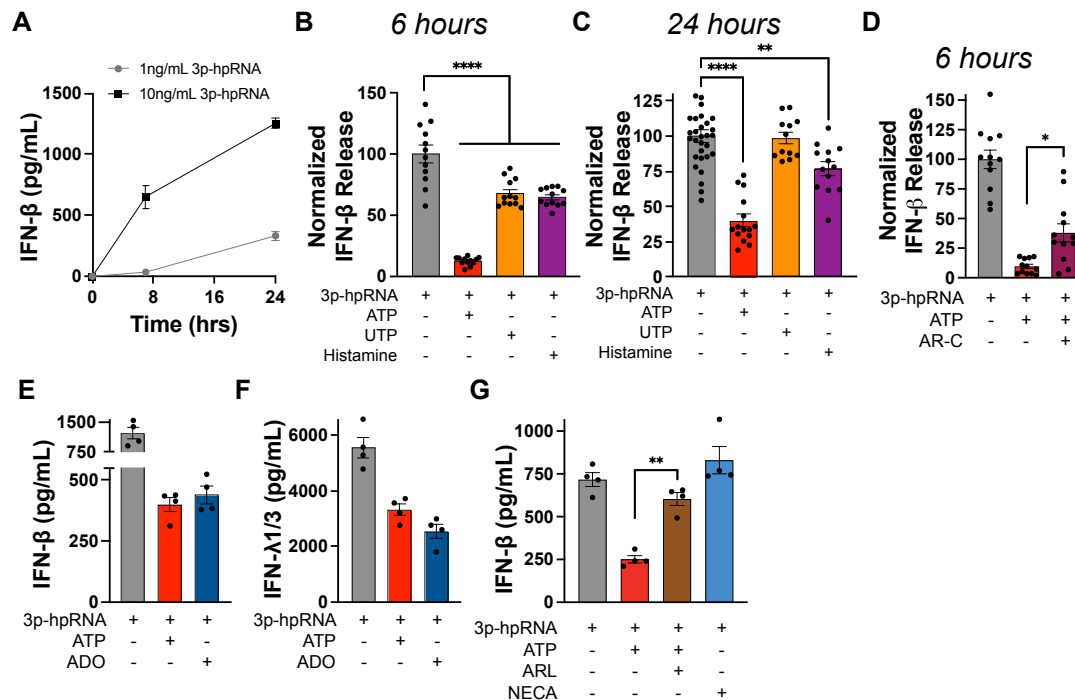 A
1ng/mL 3p-hpRNA
10ng/mL 3p-hpRNA
IFN-β (pg/mL)
1500
1000
500
0
0 8 16 24
Time (hrs)
B
6 hours
****
Normalized
IFN-β Release
150
100
50
0
3p-hpRNA + + + +
ATP - + - -
UTP - - + -
Histamine - - - +
C
24 hours
**
****
Normalized
IFN-β Release
125
100
75
50
25
0
3p-hpRNA + + + +
ATP - + - -
UTP - - + -
Histamine - - - +
D
6 hours
*
Normalized
IFN-β Release
150
100
50
0
3p-hpRNA + + +
ATP - + +
AR-C - - +
E
IFN-β (pg/mL)
1500
750
500
250
0
3p-hpRNA + + +
ATP - + -
ADO - - +
F
IFN-λ1/3 (pg/mL)
6000
4000
2000
0
3p-hpRNA + + +
ATP - + -
ADO - - +
G
**
IFN-β (pg/mL)
1000
750
500
250
0
3p-hpRNA + + + +
ATP - + + -
ARL - - + -
NECA - - - +